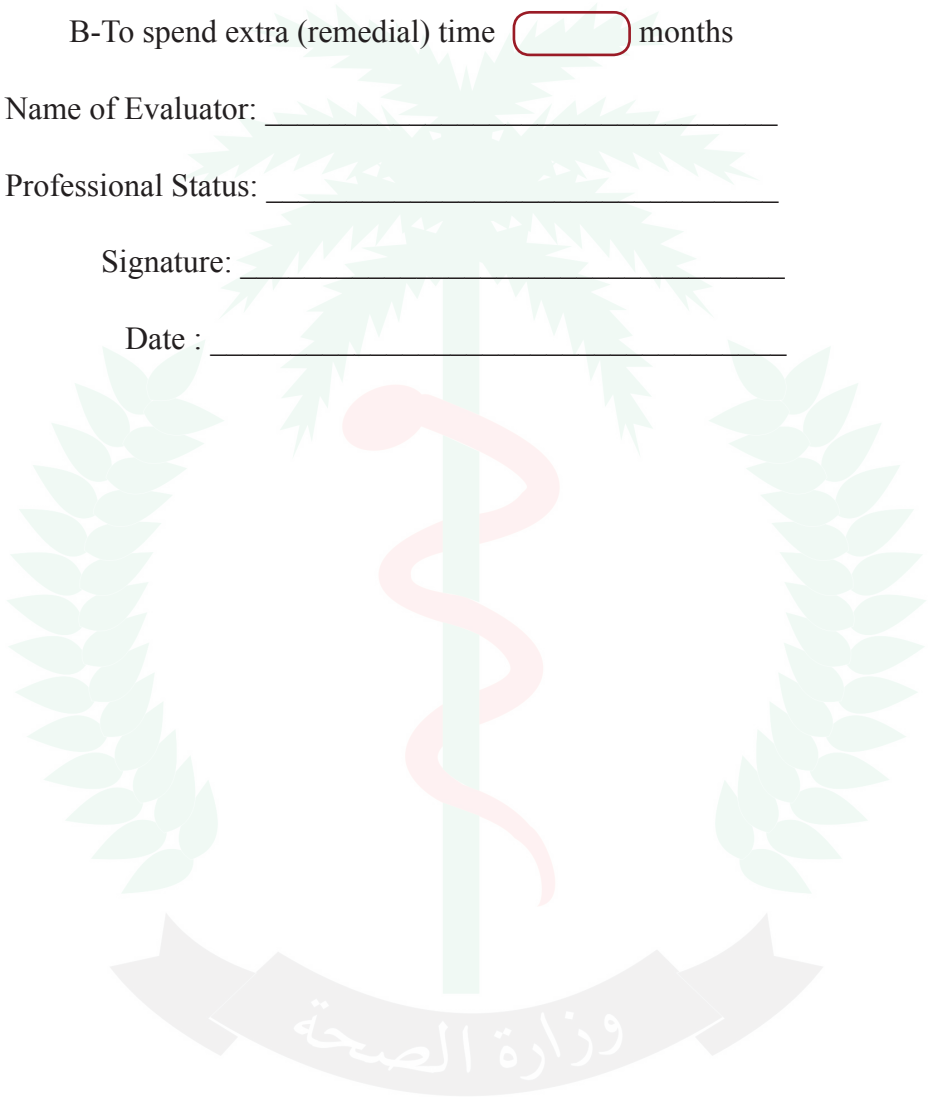 B-To spend extra (remedial) time months
Name of Evaluator:
Professional Status:
Signature:
Date :
وزارة الصحة